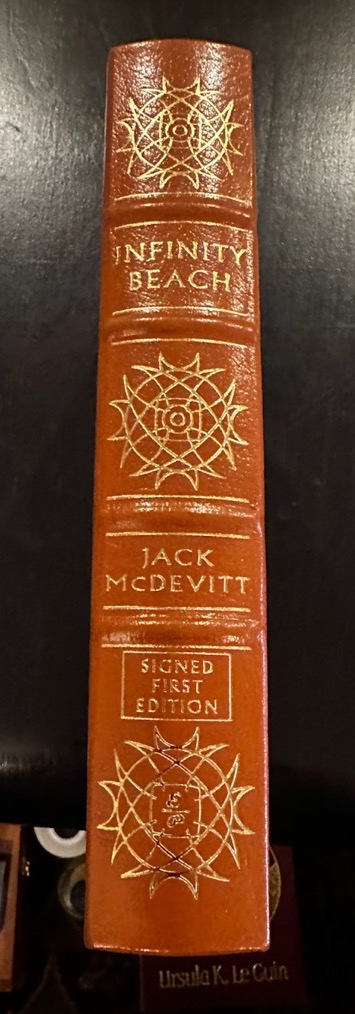 INFINITY
BEACH
JACK
McDEVITT
SIGNED
FIRST
EDITION
E
P
Ursula K. Le Guin